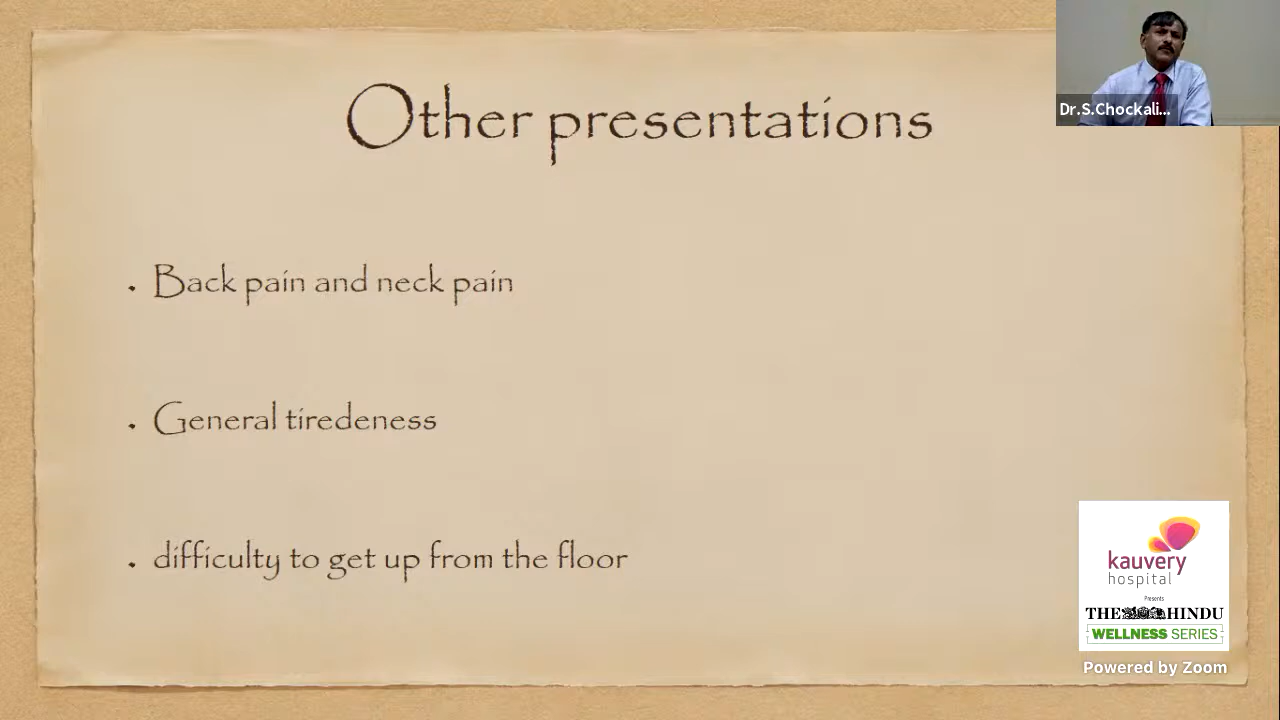 Other presentations
Dr.S.Chockali...
. Back pain and neck pain
. General tiredeness
. difficulty to get up from the floor
kauvery
hospital
Presents
THE HINDU
WELLNESS SERIES
Powered by Zoom